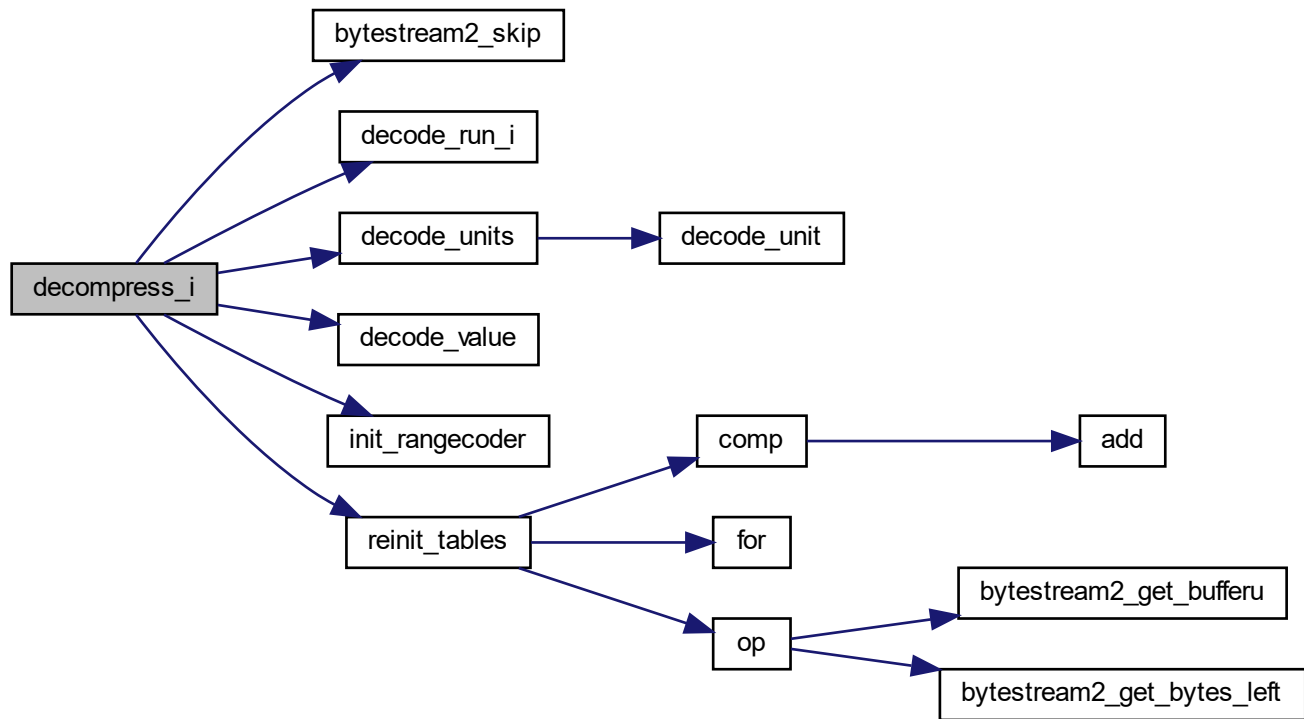 bytestream2_skip
decode_run_i
decode_units
decode_unit
decompress_i
decode_value
init_rangecoder
comp
add
reinit_tables
for
bytestream2_get_bufferu
op
bytestream2_get_bytes_left